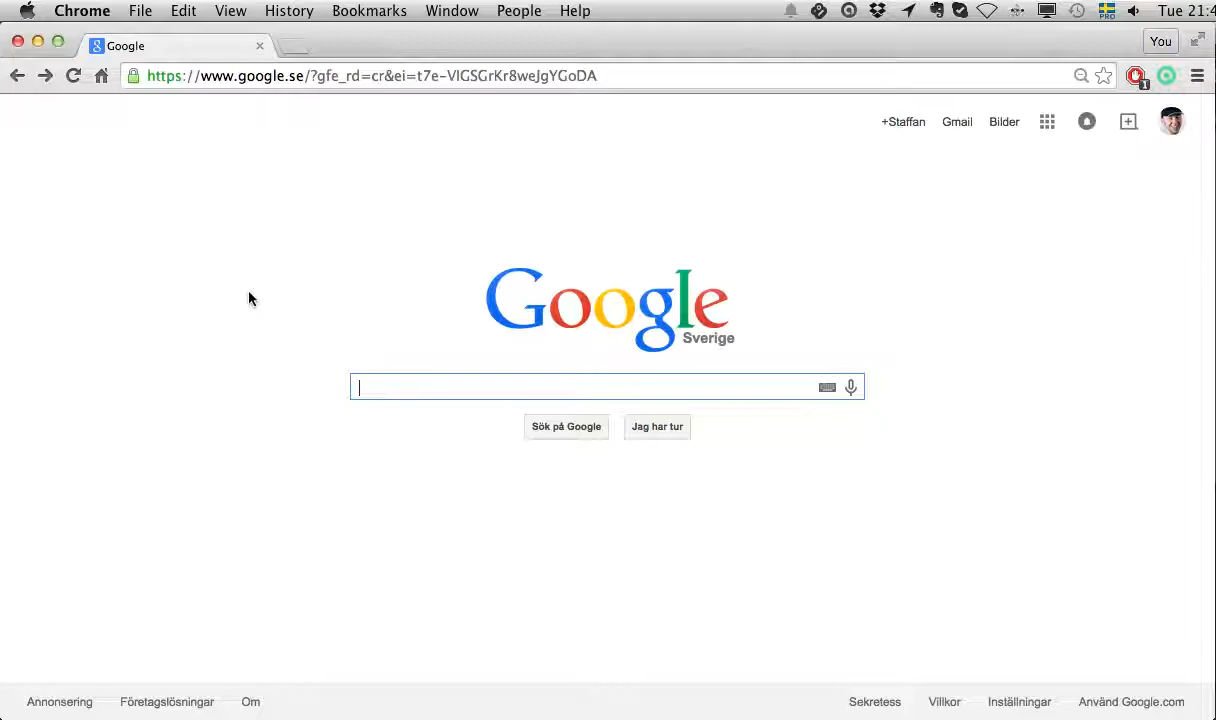 Chrome File Edit View History Bookmarks Window People Help PRO Tue 21:4
Google You
https://www.google.se/?gfe_rd=cr&ei=t7e-VIGSGrKr8weJgYGoDA 1
+Staffan Gmail Bilder
Google
Sverige
Sök på Google Jag har tur
Annonsering Företagslösningar Om Sekretess Villkor Inställningar Använd Google.com